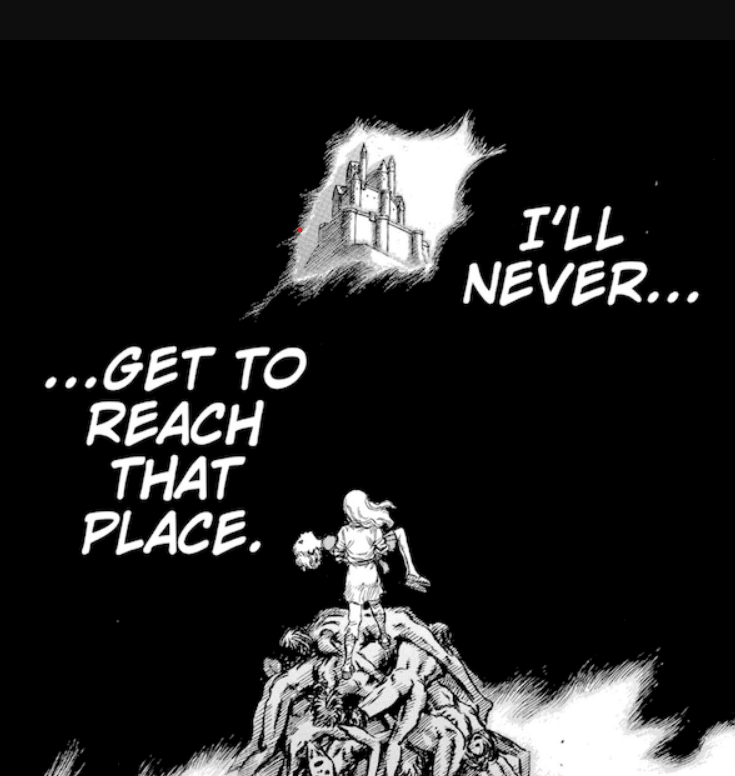 I'LL
NEVER...
...GET TO
REACH
THAT
PLACE.